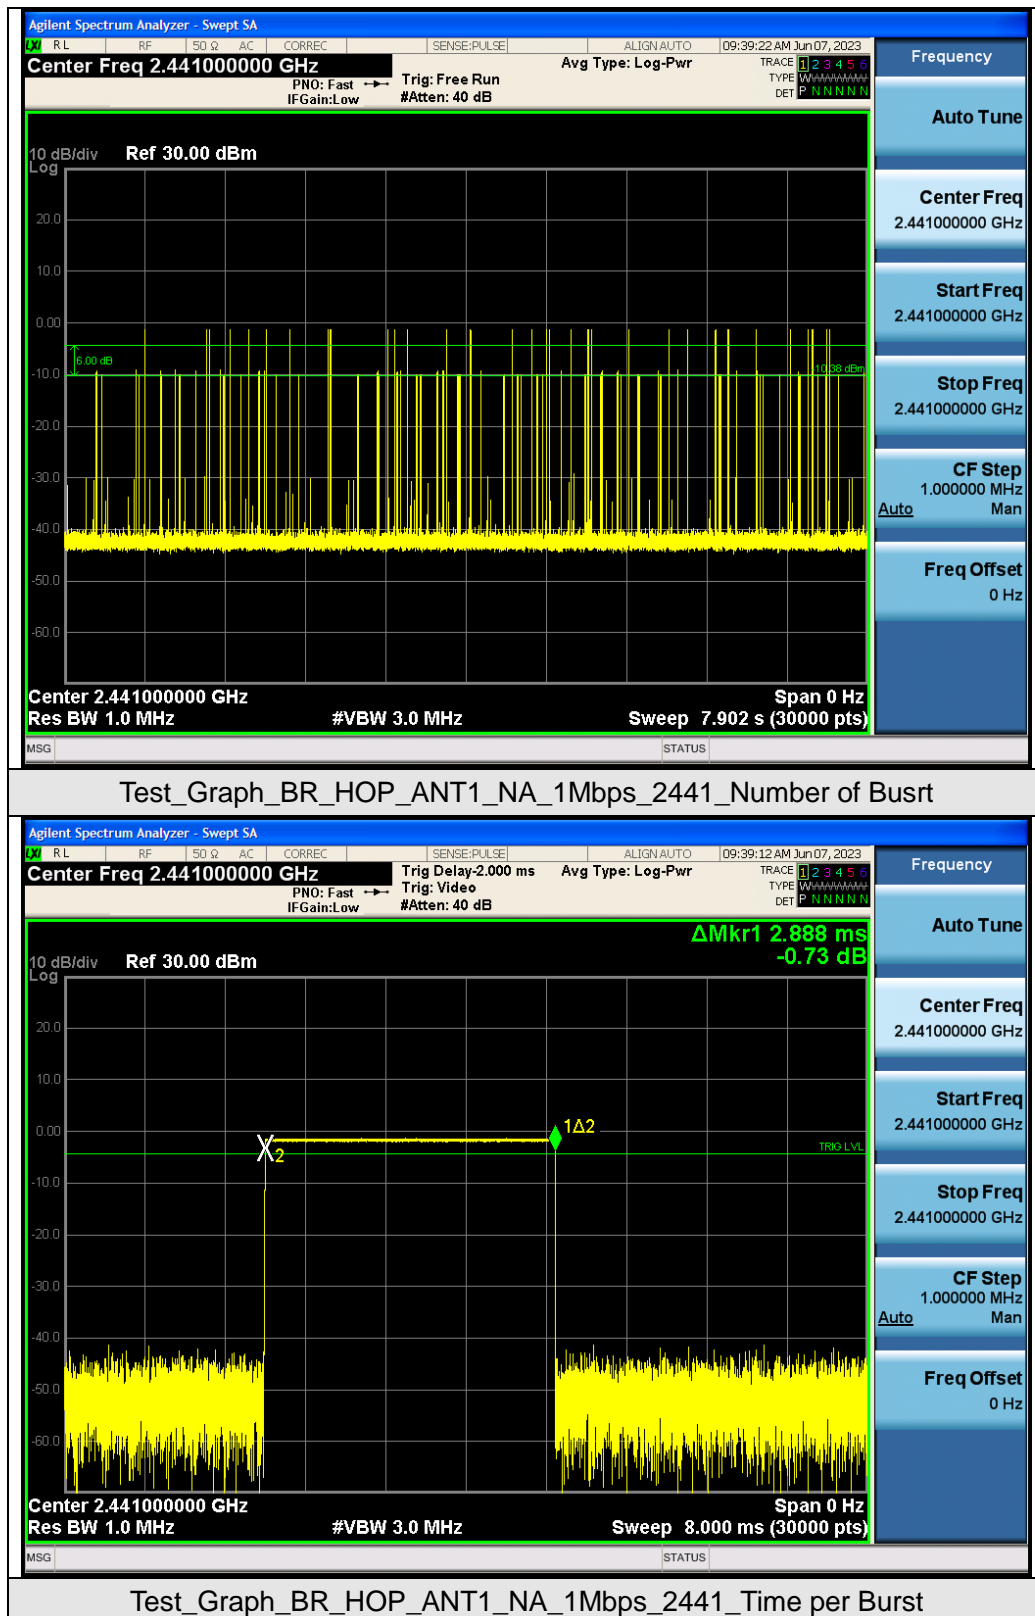 Agilent Spectrum Analyzer - Swept SA
LXI RL RF 50 Ω AC CORREC SENSE:PULSE ALIGN AUTO 09:39:22 AM Jun 07, 2023
Center Freq 2.441000000 GHz
PNO: Fast
IFGain:Low
Trig: Free Run
#Atten: 40 dB
Avg Type: Log-Pwr
TRACE 1 2 3 4 5 6
TYPE WWWWWW
DET P N N N N N
10 dB/div Ref 30.00 dBm
Log
20.0
10.0
0.00
6.00 dB
-10.0
-10.38 dBm
-20.0
-30.0
-40.0
-50.0
-60.0
Center 2.441000000 GHz Span 0 Hz
Res BW 1.0 MHz #VBW 3.0 MHz Sweep 7.902 s (30000 pts)
MSG STATUS
Frequency
Auto Tune
Center Freq
2.441000000 GHz
Start Freq
2.441000000 GHz
Stop Freq
2.441000000 GHz
CF Step
1.000000 MHz
Auto Man
Freq Offset
0 Hz
Test_Graph_BR_HOP_ANT1_NA_1Mbps_2441_Number of Busrt
Agilent Spectrum Analyzer - Swept SA
LXI RL RF 50 Ω AC CORREC SENSE:PULSE ALIGN AUTO 09:39:12 AM Jun 07, 2023
Center Freq 2.441000000 GHz
PNO: Fast
IFGain:Low
Trig Delay-2.000 ms
Trig: Video
#Atten: 40 dB
Avg Type: Log-Pwr
TRACE 1 2 3 4 5 6
TYPE WWWWWW
DET P N N N N N
ΔMkr1 2.888 ms
-0.73 dB
10 dB/div Ref 30.00 dBm
Log
20.0
10.0
0.00
1Δ2
2
TRIG LVL
-10.0
-20.0
-30.0
-40.0
-50.0
-60.0
Center 2.441000000 GHz Span 0 Hz
Res BW 1.0 MHz #VBW 3.0 MHz Sweep 8.000 ms (30000 pts)
MSG STATUS
Frequency
Auto Tune
Center Freq
2.441000000 GHz
Start Freq
2.441000000 GHz
Stop Freq
2.441000000 GHz
CF Step
1.000000 MHz
Auto Man
Freq Offset
0 Hz
Test_Graph_BR_HOP_ANT1_NA_1Mbps_2441_Time per Burst